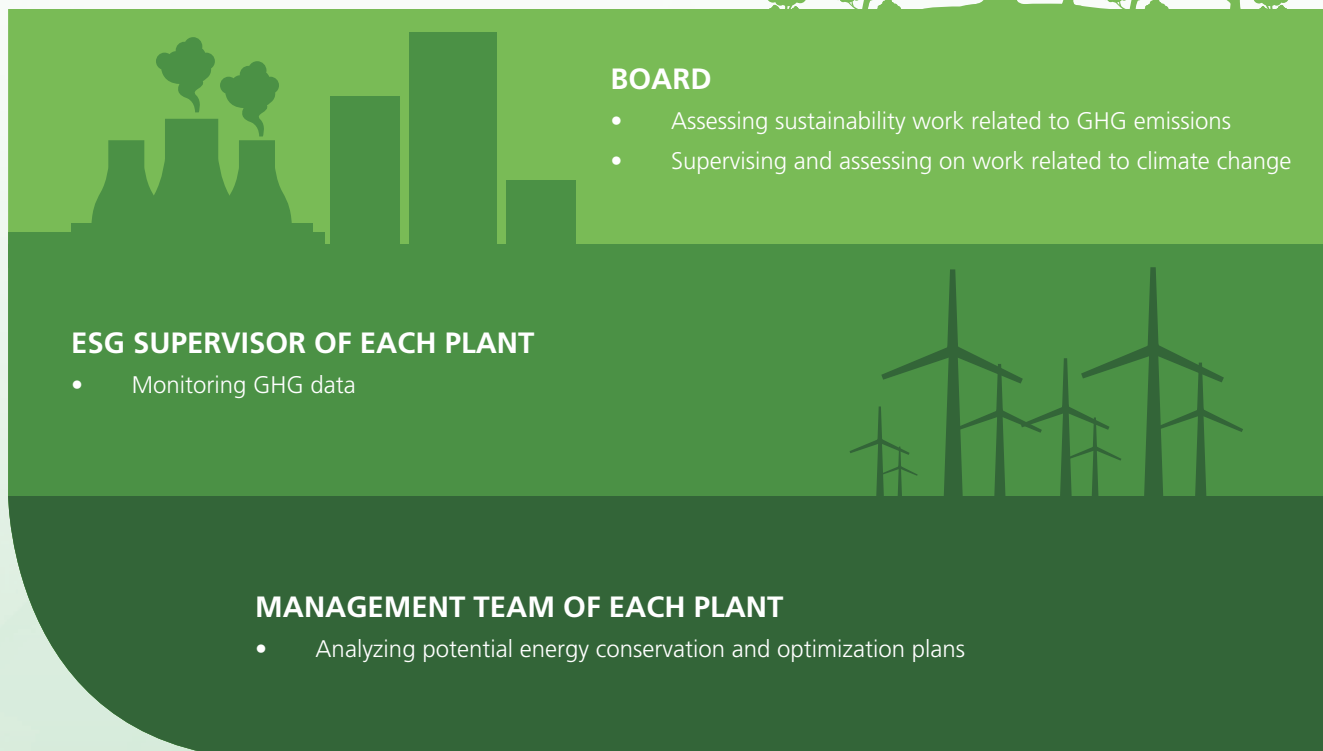 BOARD
• Assessing sustainability work related to GHG emissions
• Supervising and assessing on work related to climate change
ESG SUPERVISOR OF EACH PLANT
• Monitoring GHG data
MANAGEMENT TEAM OF EACH PLANT
• Analyzing potential energy conservation and optimization plans